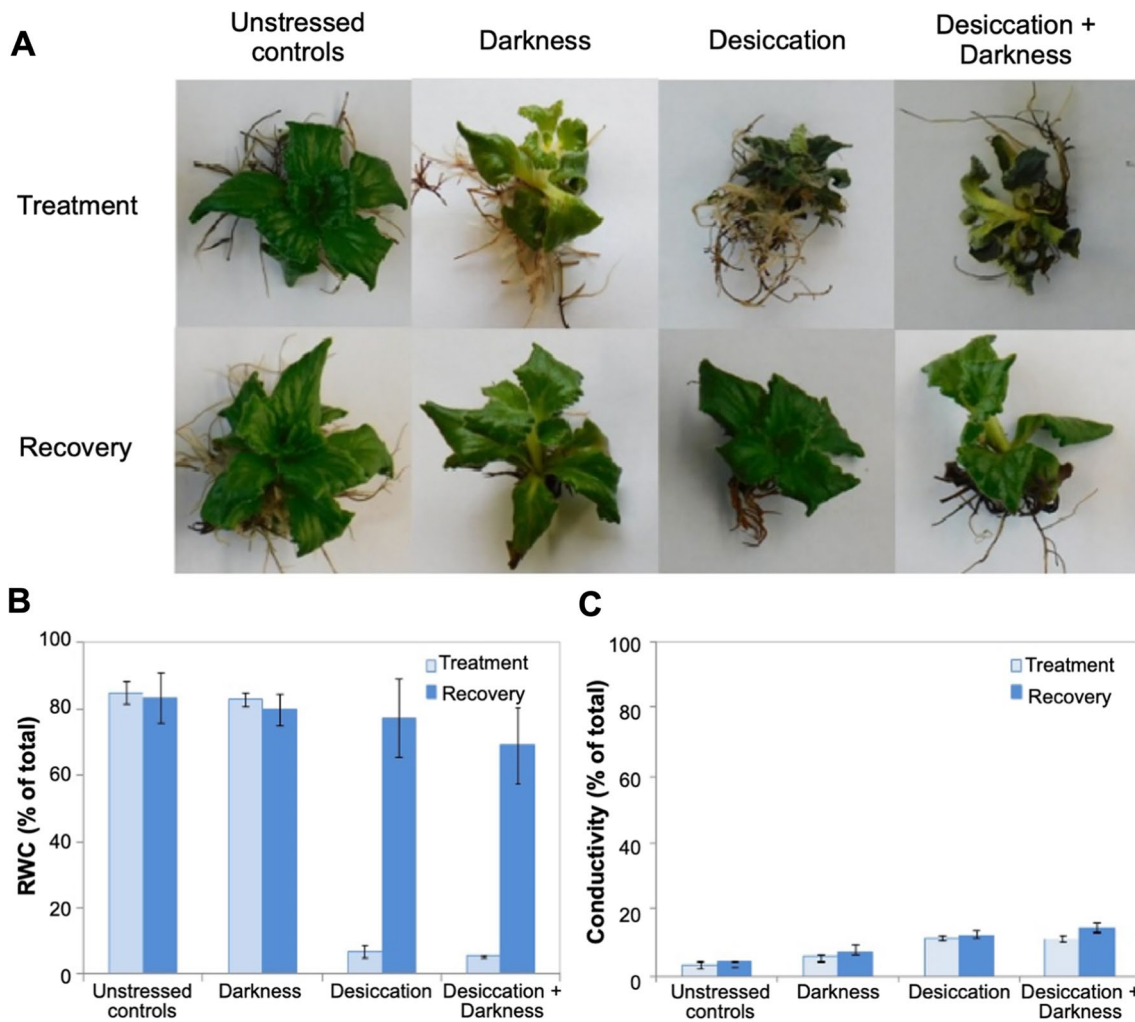 A
Unstressed
controls
Darkness
Desiccation
Desiccation +
Darkness
Treatment
Recovery
B
RWC (% of total)
100
80
60
40
20
0
Treatment
Recovery
Unstressed
controls
Darkness
Desiccation
Desiccation +
Darkness
C
Conductivity (% of total)
100
80
60
40
20
0
Treatment
Recovery
Unstressed
controls
Darkness
Desiccation
Desiccation +
Darkness